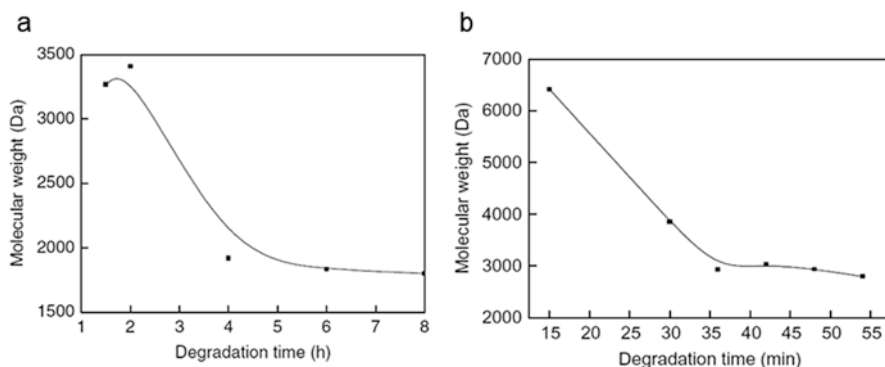 a
3500
3000
2500
2000
1500
Molecular weight (Da)
1 2 3 4 5 6 7 8
Degradation time (h)
b
7000
6000
5000
4000
3000
2000
Molecular weight (Da)
15 20 25 30 35 40 45 50 55
Degradation time (min)